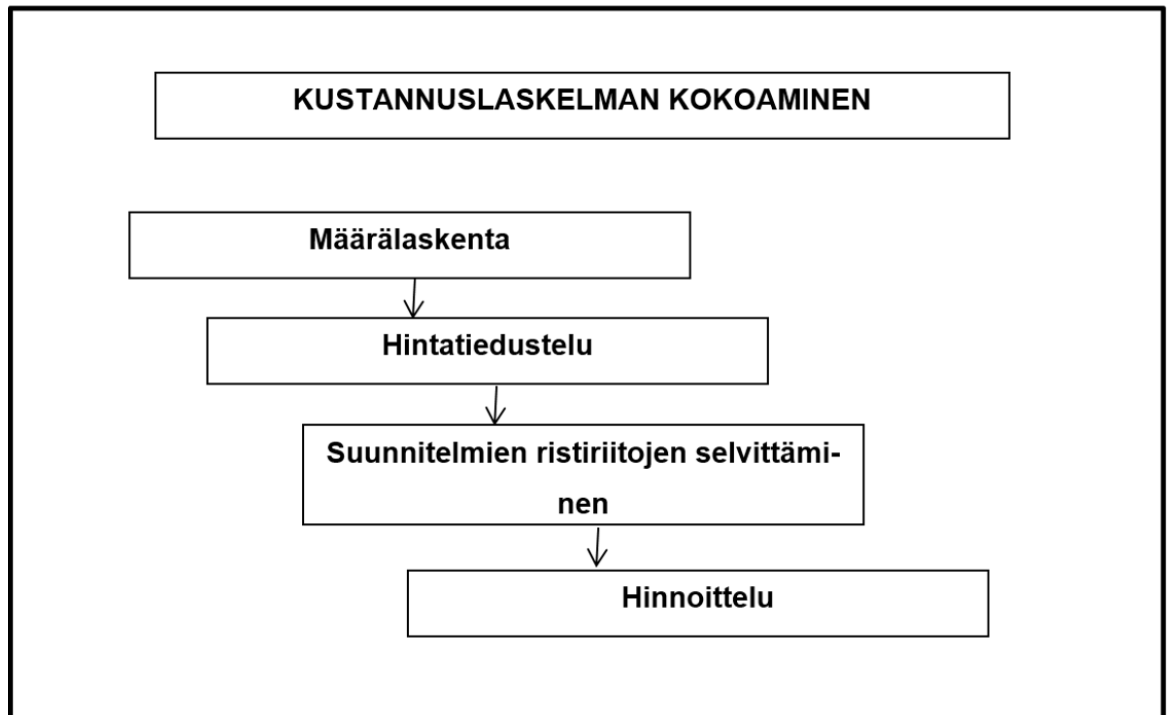 KUSTANNUSLASKELMAN KOKOAMINEN
Määrälaskenta
Hintatiedustelu
Suunnitelmien ristiriitojen selvittämi-
nen
Hinnoittelu